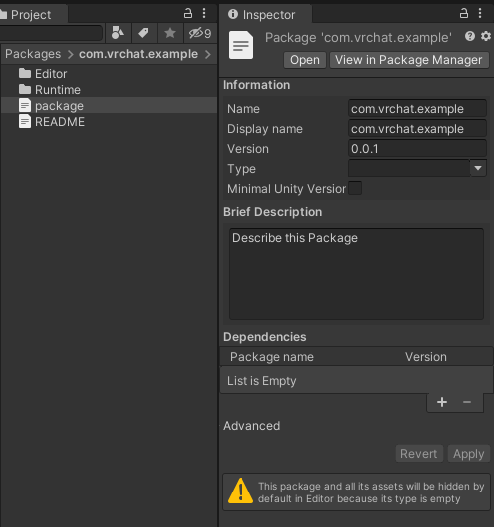 Project
9
Packages > com.vrchat.example >
Editor
Runtime
package
README
Inspector
Package 'com.vrchat.example'
Open
View in Package Manager
Information
Name com.vrchat.example
Display name com.vrchat.example
Version 0.0.1
Type
Minimal Unity Version
Brief Description
Describe this Package
Dependencies
Package name Version
List is Empty
+ −
Advanced
Revert Apply
This package and all its assets will be hidden by
default in Editor because its type is empty